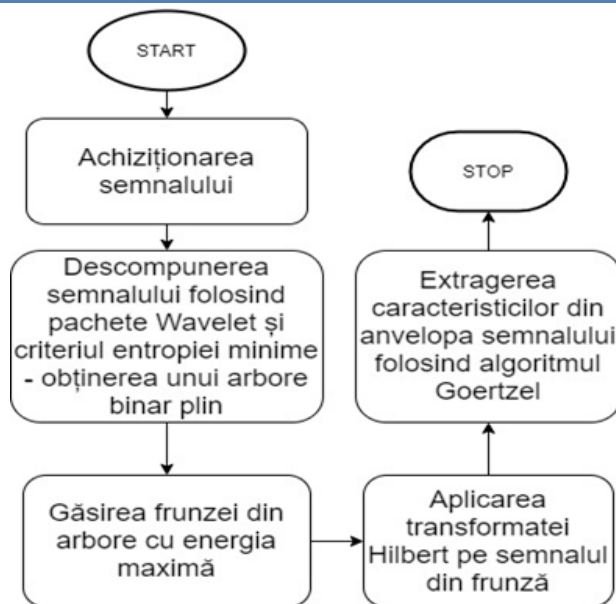 START
Achiziționarea
semnalului
Descompunerea
semnalului folosind
pachete Wavelet și
criteriul entropiei minime
- obținerea unui arbore
binar plin
Găsirea frunzei din
arbore cu energia
maximă
Aplicarea
transformatei
Hilbert pe semnalul
din frunză
Extragerea
caracteristicilor din
anvelopa semnalului
folosind algoritmul
Goertzel
STOP